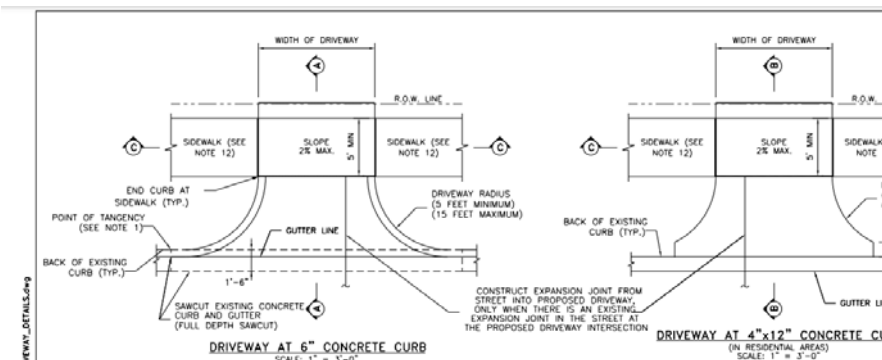 WIDTH OF DRIVEWAY
A
R.O.W. LINE
C
SIDEWALK (SEE
NOTE 12)
SLOPE
2% MAX.
5' MIN
SIDEWALK (SEE
NOTE 12)
C
END CURB AT
SIDEWALK (TYP.)
DRIVEWAY RADIUS
(5 FEET MINIMUM)
(15 FEET MAXIMUM)
POINT OF TANGENCY
(SEE NOTE 1)
GUTTER LINE
BACK OF EXISTING
CURB (TYP.)
1'-6"
SAWCUT EXISTING CONCRETE
CURB AND GUTTER
(FULL DEPTH SAWCUT)
A
CONSTRUCT EXPANSION JOINT FROM
STREET INTO PROPOSED DRIVEWAY,
ONLY WHEN THERE IS AN EXISTING
EXPANSION JOINT IN THE STREET AT
THE PROPOSED DRIVEWAY INTERSECTION
DRIVEWAY AT 6" CONCRETE CURB
SCALE: 1" = 3'-0"
WIDTH OF DRIVEWAY
B
R.O.W.
C
SIDEWALK (SEE
NOTE 12)
SLOPE
2% MAX.
5' MIN
SIDEWALK
NOTE
BACK OF EXISTING
CURB (TYP.)
B
GUTTER LI
DRIVEWAY AT 4"x12" CONCRETE CU
(IN RESIDENTIAL AREAS)
SCALE: 1" = 3'-0"
EWAY_DETAILS.dwg